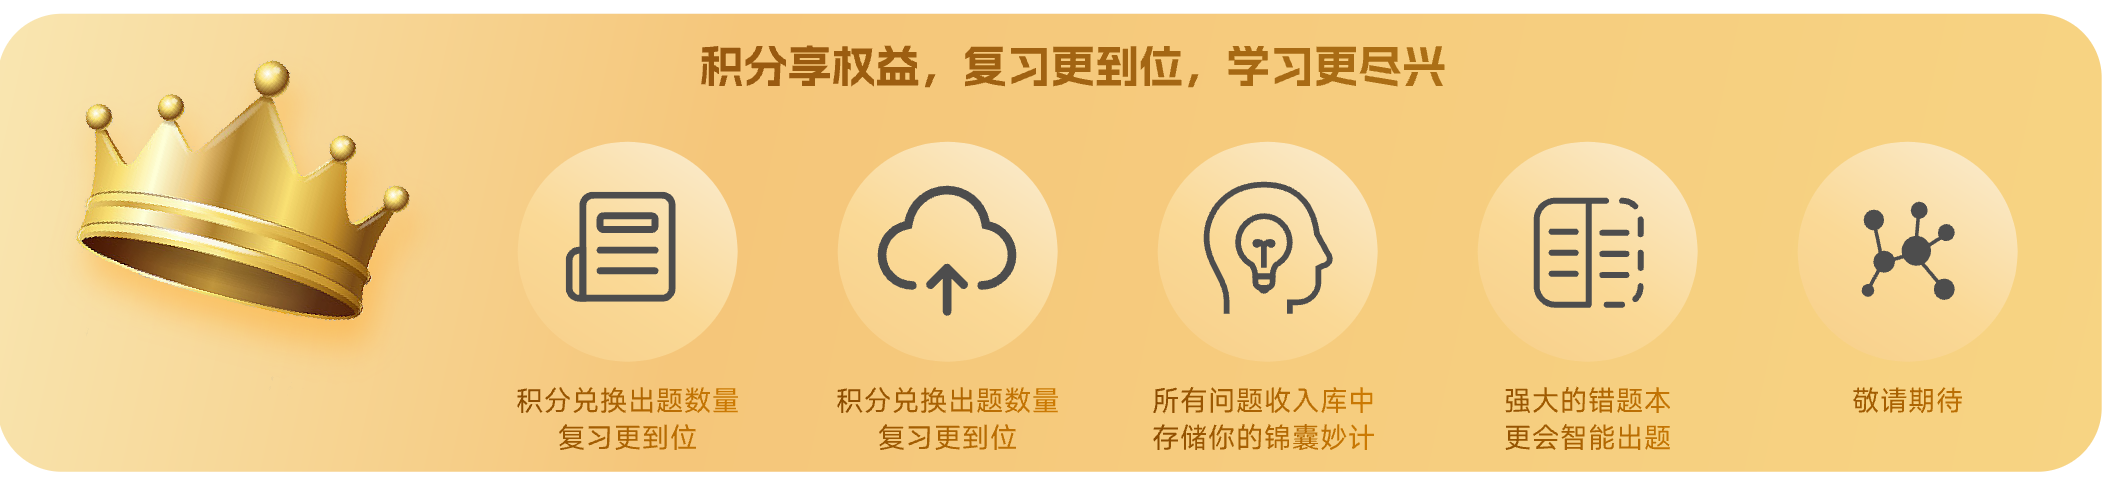 积分享权益，复习更到位，学习更尽兴
积分兑换出题数量
复习更到位
积分兑换出题数量
复习更到位
所有问题收入库中
存储你的锦囊妙计
强大的错题本
更会智能出题
敬请期待